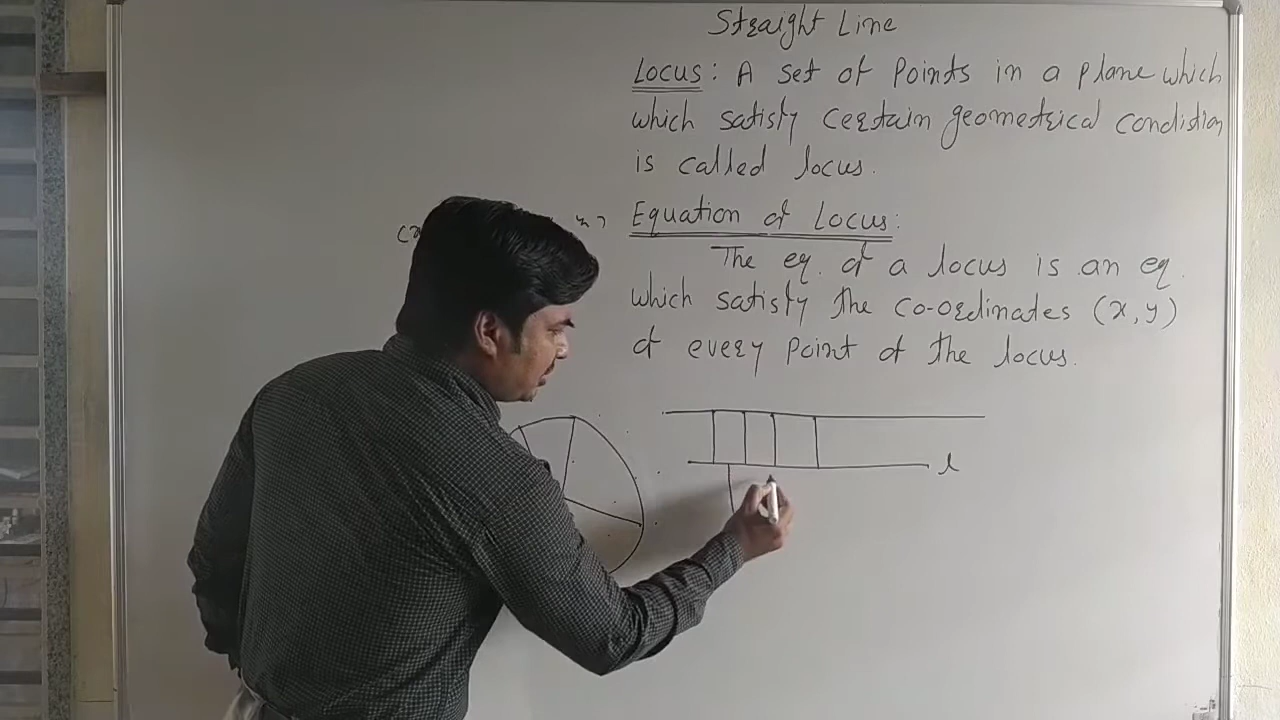 Straight Line
Locus: A set of points in a plane which
which satisfy certain geometrical condition
is called locus.
Equation of Locus:
The eq. of a locus is an eq.
which satisfy the co-ordinates (x, y)
of every point of the locus.
l